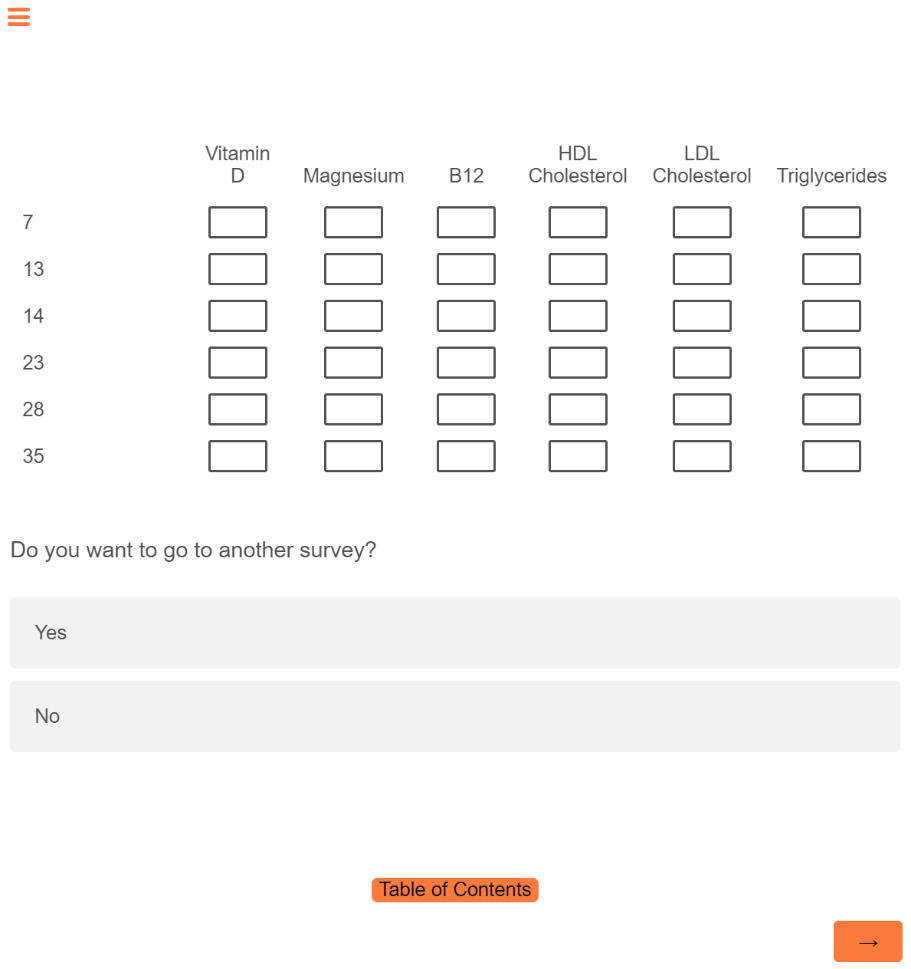 Vitamin D Magnesium B12 HDL Cholesterol LDL Cholesterol Triglycerides
7
13
14
23
28
35
Do you want to go to another survey?
Yes
No
Table of Contents
→